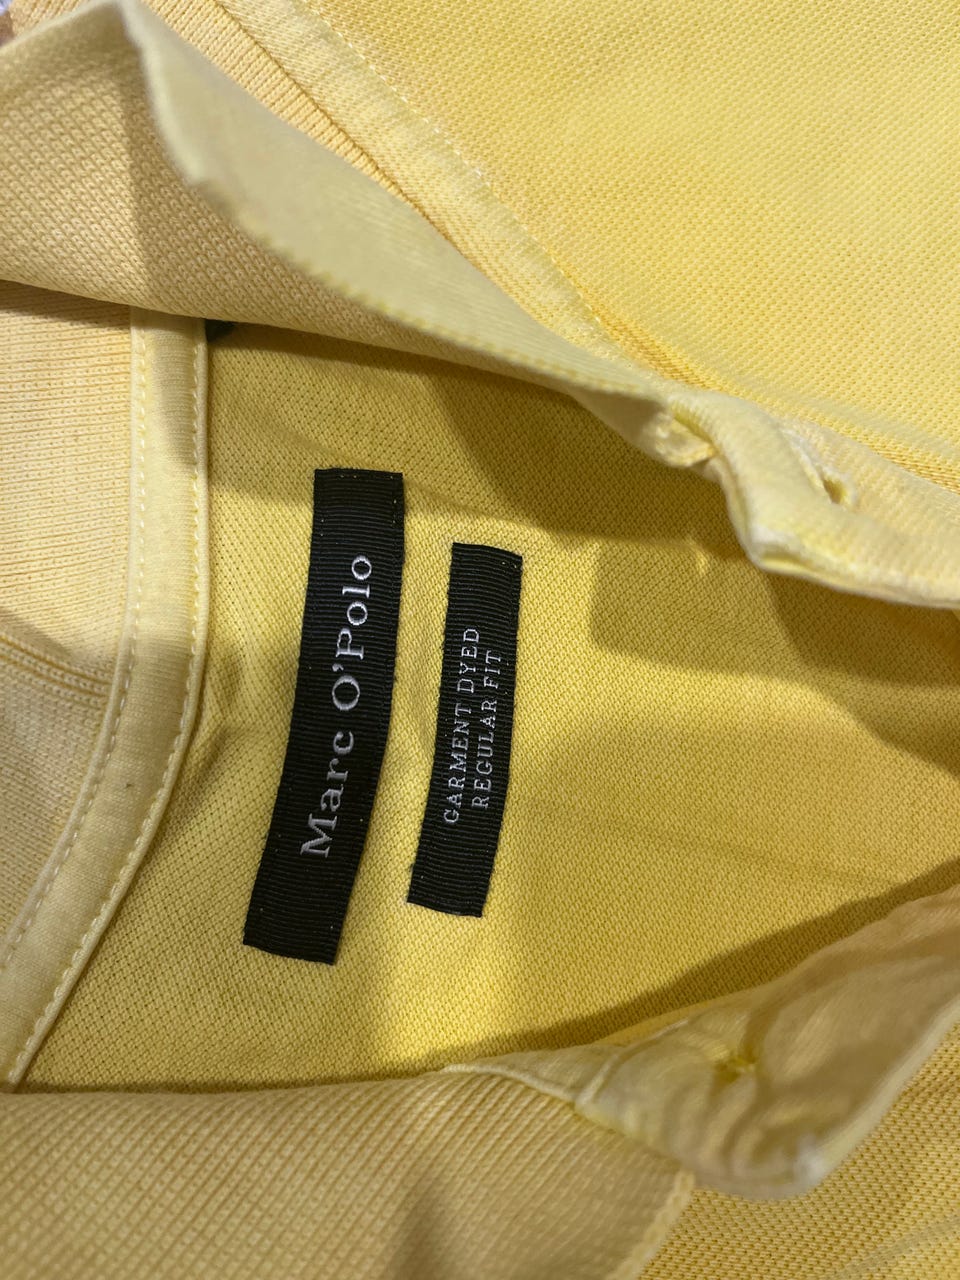 Marc O'Polo
GARMENT DYED
REGULAR FIT